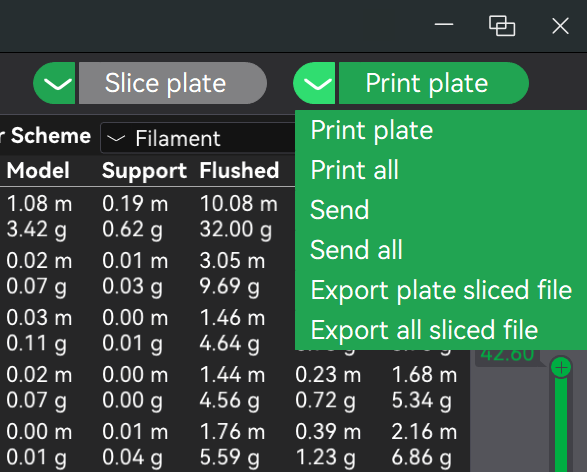 Slice plate
Print plate
r Scheme
Filament
Print plate
Print all
Send
Send all
Export plate sliced file
Export all sliced file
Model Support Flushed
1.08 m 0.19 m 10.08 m
3.42 g 0.62 g 32.00 g
0.02 m 0.01 m 3.05 m
0.07 g 0.03 g 9.69 g
0.03 m 0.00 m 1.46 m
0.11 g 0.01 g 4.64 g
42.60
0.02 m 0.00 m 1.44 m 0.23 m 1.68 m
0.07 g 0.00 g 4.56 g 0.72 g 5.34 g
0.00 m 0.01 m 1.76 m 0.39 m 2.16 m
0.01 g 0.04 g 5.59 g 1.23 g 6.86 g